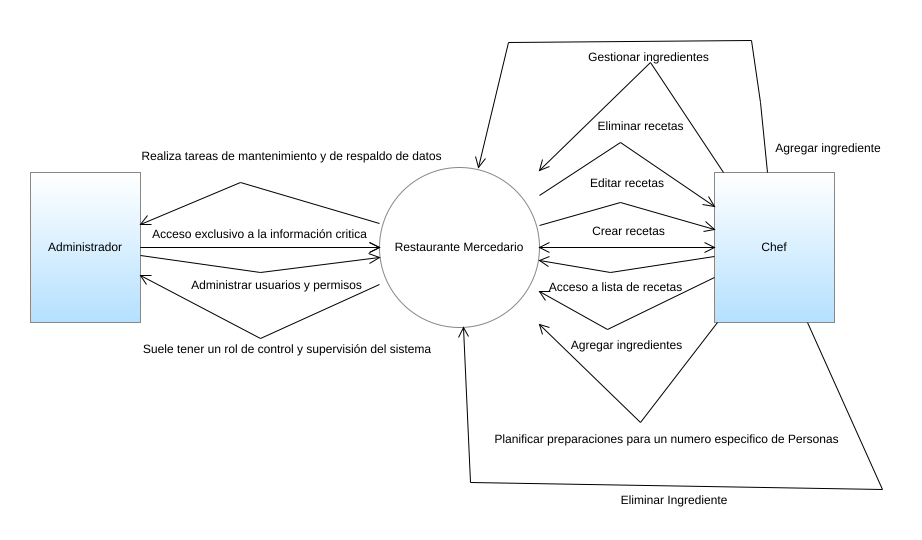 Gestionar ingredientes
Eliminar recetas
Agregar ingrediente
Realiza tareas de mantenimiento y de respaldo de datos
Editar recetas
Acceso exclusivo a la información critica
Crear recetas
Administrador
Restaurante Mercedario
Chef
Administrar usuarios y permisos
Acceso a lista de recetas
Suele tener un rol de control y supervisión del sistema
Agregar ingredientes
Planificar preparaciones para un numero especifico de Personas
Eliminar Ingrediente